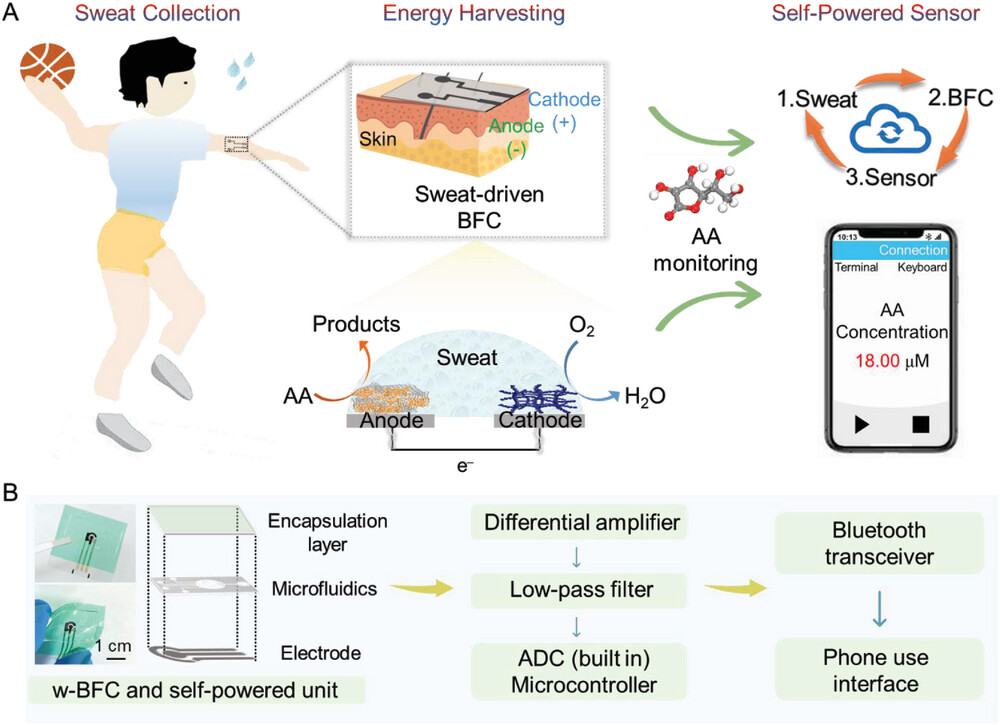 A
Sweat Collection
Energy Harvesting
Self-Powered Sensor
Skin
Cathode
(+)
Anode
(-)
Sweat-driven
BFC
AA
monitoring
1.Sweat
2.BFC
3.Sensor
10:13
Connection
Terminal
Keyboard
AA
Concentration
18.00 μM
Products
O₂
Sweat
AA
H₂O
Anode
Cathode
e⁻
B
1 cm
Encapsulation
layer
Microfluidics
Electrode
w-BFC and self-powered unit
Differential amplifier
Low-pass filter
ADC (built in)
Microcontroller
Bluetooth
transceiver
Phone use
interface